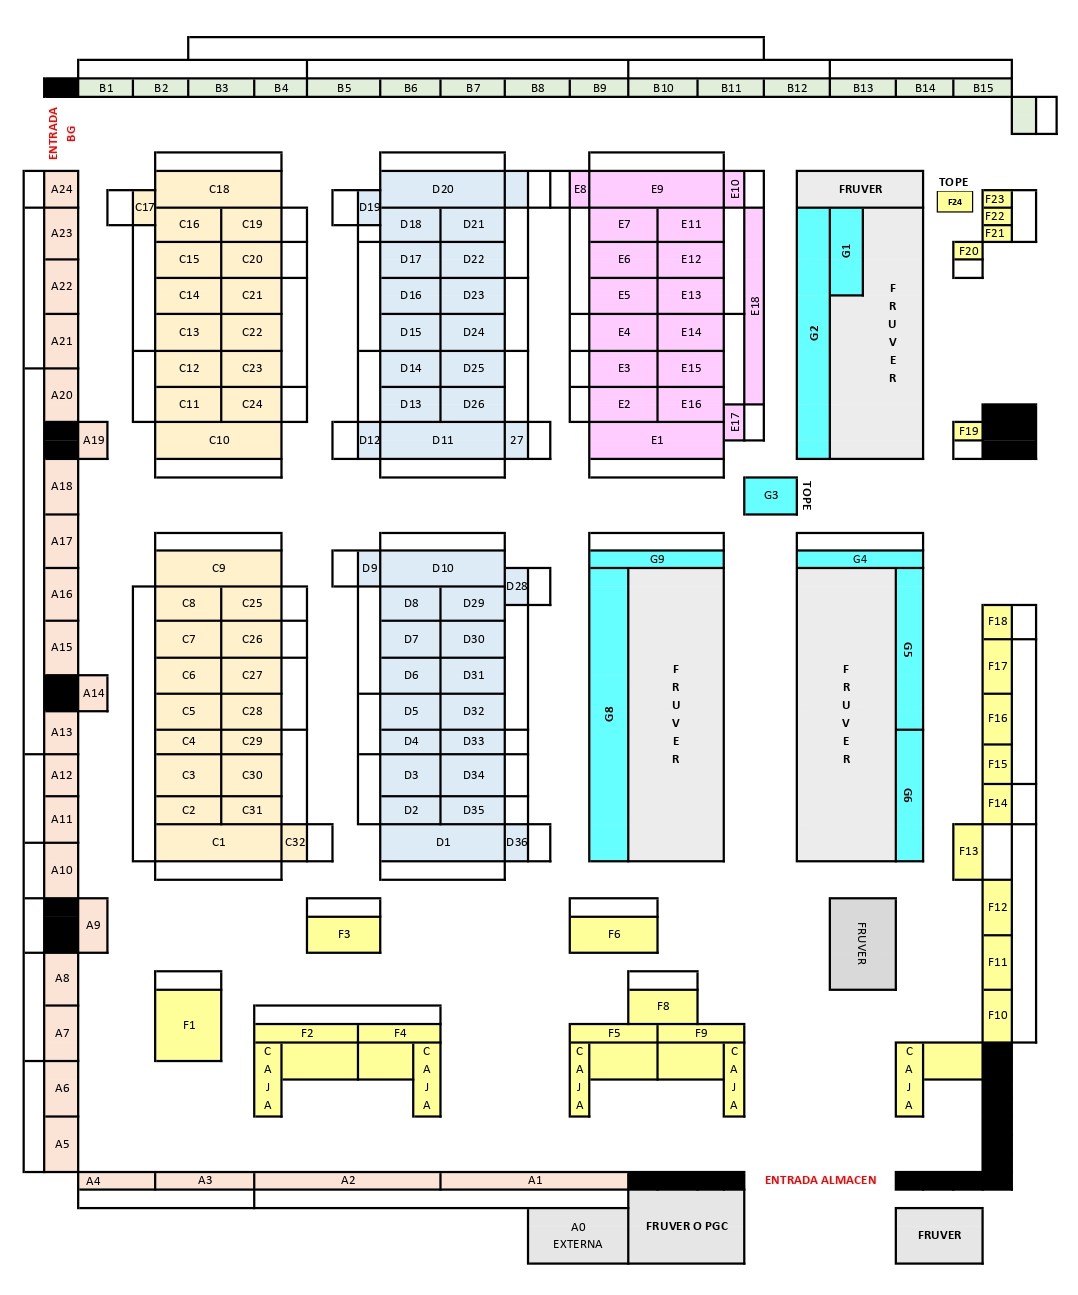 B1 B2 B3 B4 B5 B6 B7 B8 B9 B10 B11 B12 B13 B14 B15
ENTRADA
BG
A24
A23
A22
A21
A20
A19
A18
A17
A16
A15
A14
A13
A12
A11
A10
A9
A8
A7
A6
A5
C17
C18
C16 C19
C15 C20
C14 C21
C13 C22
C12 C23
C11 C24
C10
D19
D20
D18 D21
D17 D22
D16 D23
D15 D24
D14 D25
D13 D26
D12 D11 27
E8 E9 E10
E7 E11
E6 E12
E5 E13
E4 E14
E3 E15
E2 E16
E1
E17
E18
FRUVER
G1
G2
F
R
U
V
E
R
TOPE
F24
F23
F22
F21
F20
F19
G3
TOPE
C9
C8 C25
C7 C26
C6 C27
C5 C28
C4 C29
C3 C30
C2 C31
C1 C32
D9 D10
D28
D8 D29
D7 D30
D6 D31
D5 D32
D4 D33
D3 D34
D2 D35
D1 D36
G9
G8
F
R
U
V
E
R
G4
F
R
U
V
E
R
G5
G6
F18
F17
F16
F15
F14
F13
F12
F11
F10
F3
F6
FRUVER
F1
F2 F4
C
A
J
A
C
A
J
A
F8
F5 F9
C
A
J
A
C
A
J
A
C
A
J
A
A4 A3 A2 A1
ENTRADA ALMACEN
A0
EXTERNA
FRUVER O PGC
FRUVER